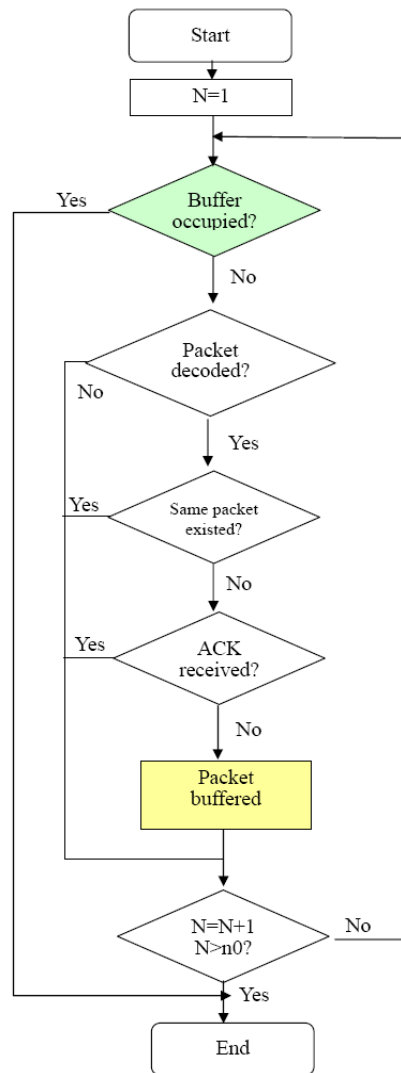 Start
N=1
Yes
Buffer
occupied?
No
Packet
decoded?
No
Yes
Yes
Same packet
existed?
No
Yes
ACK
received?
No
Packet
buffered
N=N+1
N>n0?
No
Yes
End